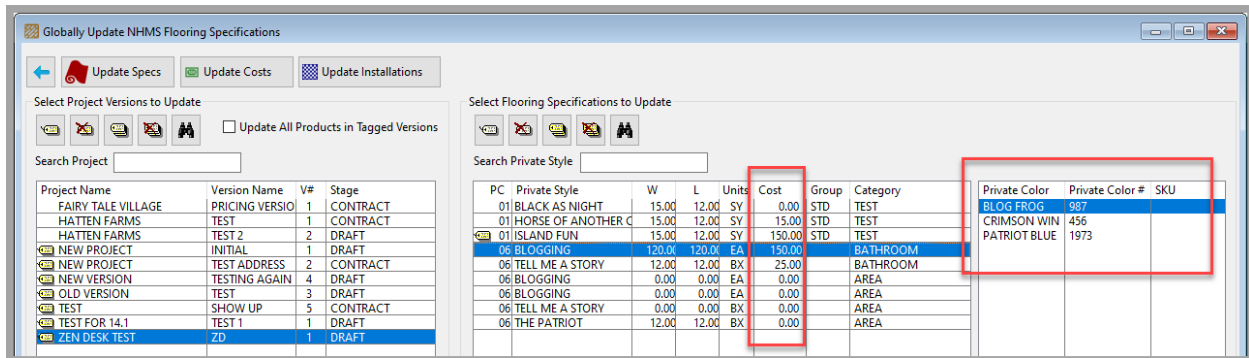 Globally Update NHMS Flooring Specifications
Update Specs Update Costs Update Installations
Select Project Versions to Update
Update All Products in Tagged Versions
Search Project
Project Name Version Name V# Stage
FAIRY TALE VILLAGE PRICING VERSIO 1 CONTRACT
HATTEN FARMS TEST 1 CONTRACT
HATTEN FARMS TEST 2 2 DRAFT
NEW PROJECT INITIAL 1 DRAFT
NEW PROJECT TEST ADDRESS 2 CONTRACT
NEW VERSION TESTING AGAIN 4 DRAFT
OLD VERSION TEST 3 DRAFT
TEST SHOW UP 5 CONTRACT
TEST FOR 14.1 TEST 1 1 DRAFT
ZEN DESK TEST ZD 1 DRAFT
Select Flooring Specifications to Update
Search Private Style
PC Private Style W L Units Cost Group Category
01 BLACK AS NIGHT 15.00 12.00 SY 0.00 STD TEST
01 HORSE OF ANOTHER C 15.00 12.00 SY 15.00 STD TEST
01 ISLAND FUN 15.00 12.00 SY 150.00 STD TEST
06 BLOGGING 120.00 120.00 EA 150.00 BATHROOM
06 TELL ME A STORY 12.00 12.00 BX 25.00 BATHROOM
06 BLOGGING 0.00 0.00 EA 0.00 AREA
06 BLOGGING 0.00 0.00 EA 0.00 AREA
06 TELL ME A STORY 0.00 0.00 BX 0.00 AREA
06 THE PATRIOT 12.00 12.00 BX 0.00 AREA
Private Color Private Color # SKU
BLOG FROG 987
CRIMSON WIN 456
PATRIOT BLUE 1973